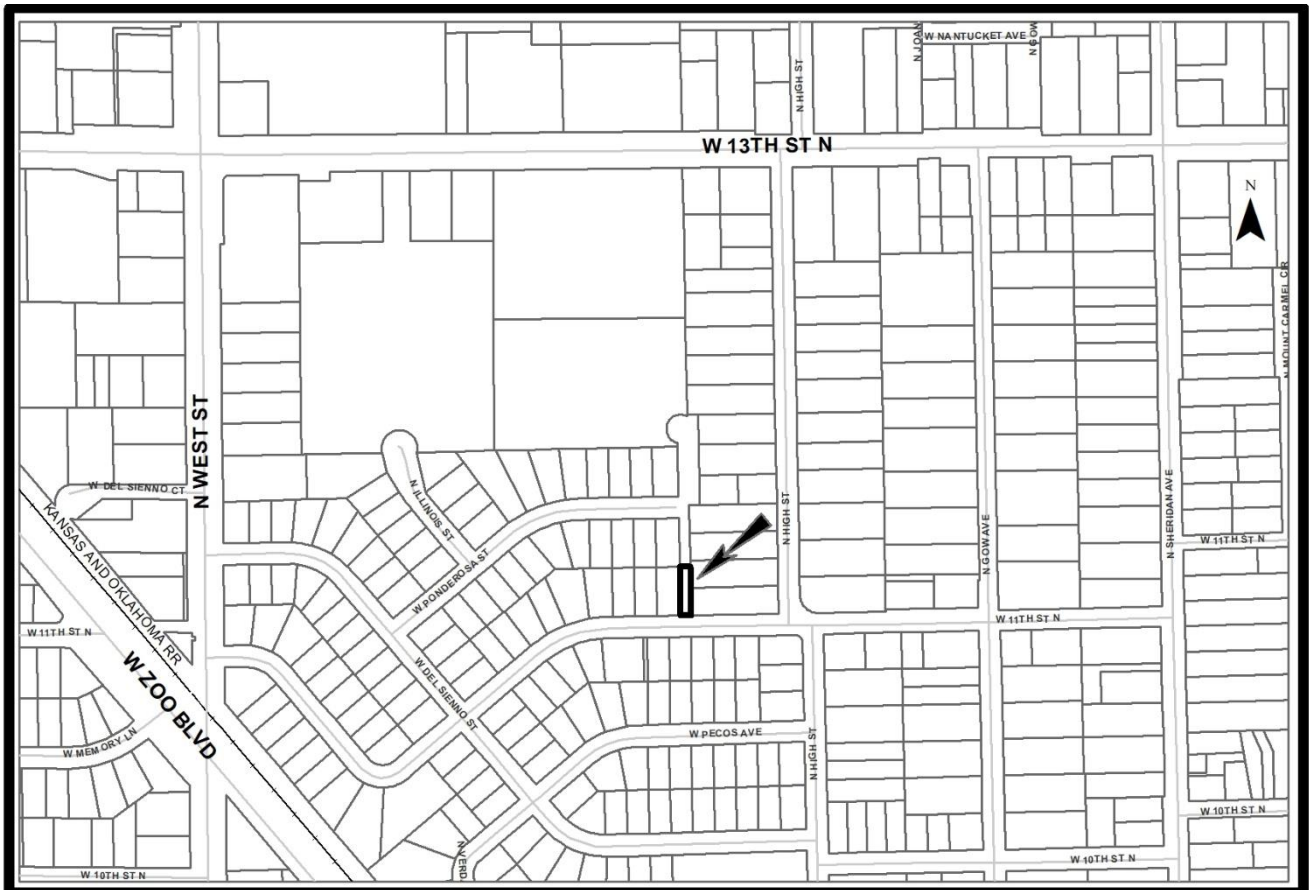 W NANTUCKET AVE
N JOAN
N GOW
N HIGH ST
W 13TH ST N
N
N MOUNT CARMEL CIR
N WEST ST
W DEL SIENNO CT
N ILLINOIS ST
N HIGH ST
N SHERIDAN AVE
KANSAS AND OKLAHOMA RR
W PONDEROSA ST
N GOW AVE
W 11TH ST N
W 11TH ST N
W 11TH ST N
W ZOO BLVD
W DEL SIENNO ST
W MEMORY LN
W PECOS AVE
N HIGH ST
W 10TH ST N
N VERD
W 10TH ST N
W 10TH ST N